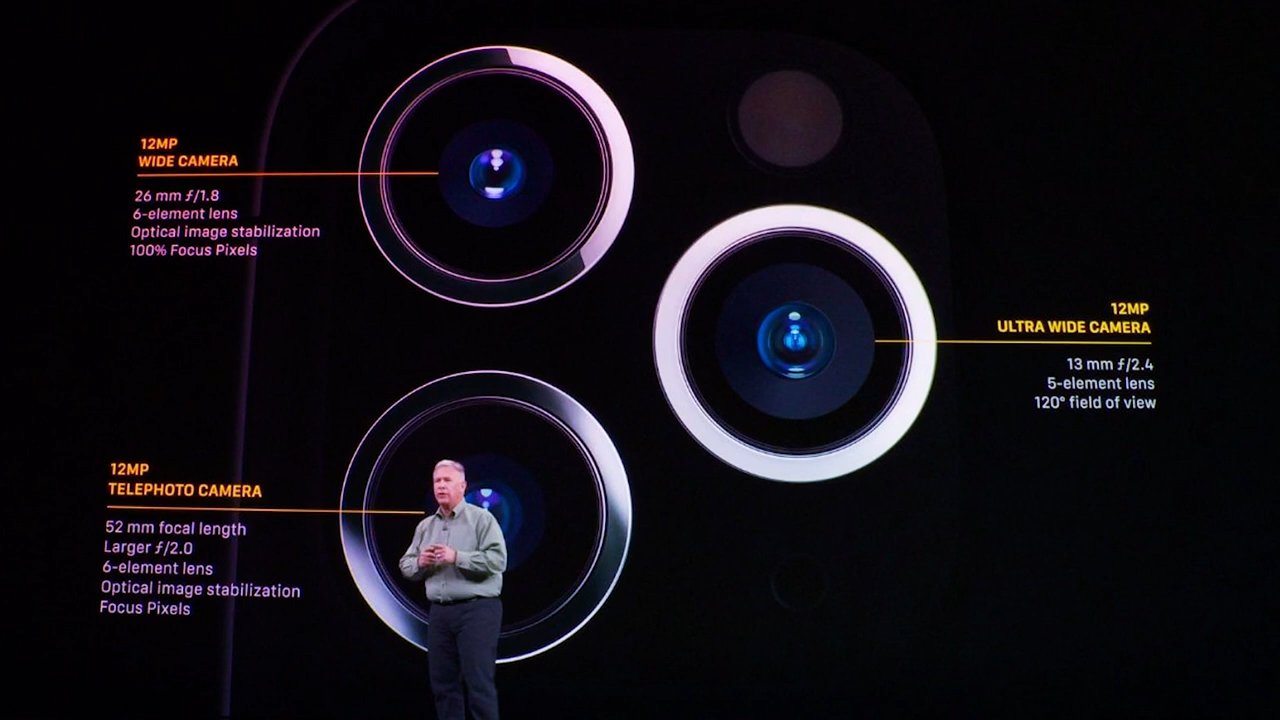 12MP
WIDE CAMERA
26 mm ƒ/1.8
6-element lens
Optical image stabilization
100% Focus Pixels
12MP
ULTRA WIDE CAMERA
13 mm ƒ/2.4
5-element lens
120° field of view
12MP
TELEPHOTO CAMERA
52 mm focal length
Larger ƒ/2.0
6-element lens
Optical image stabilization
Focus Pixels